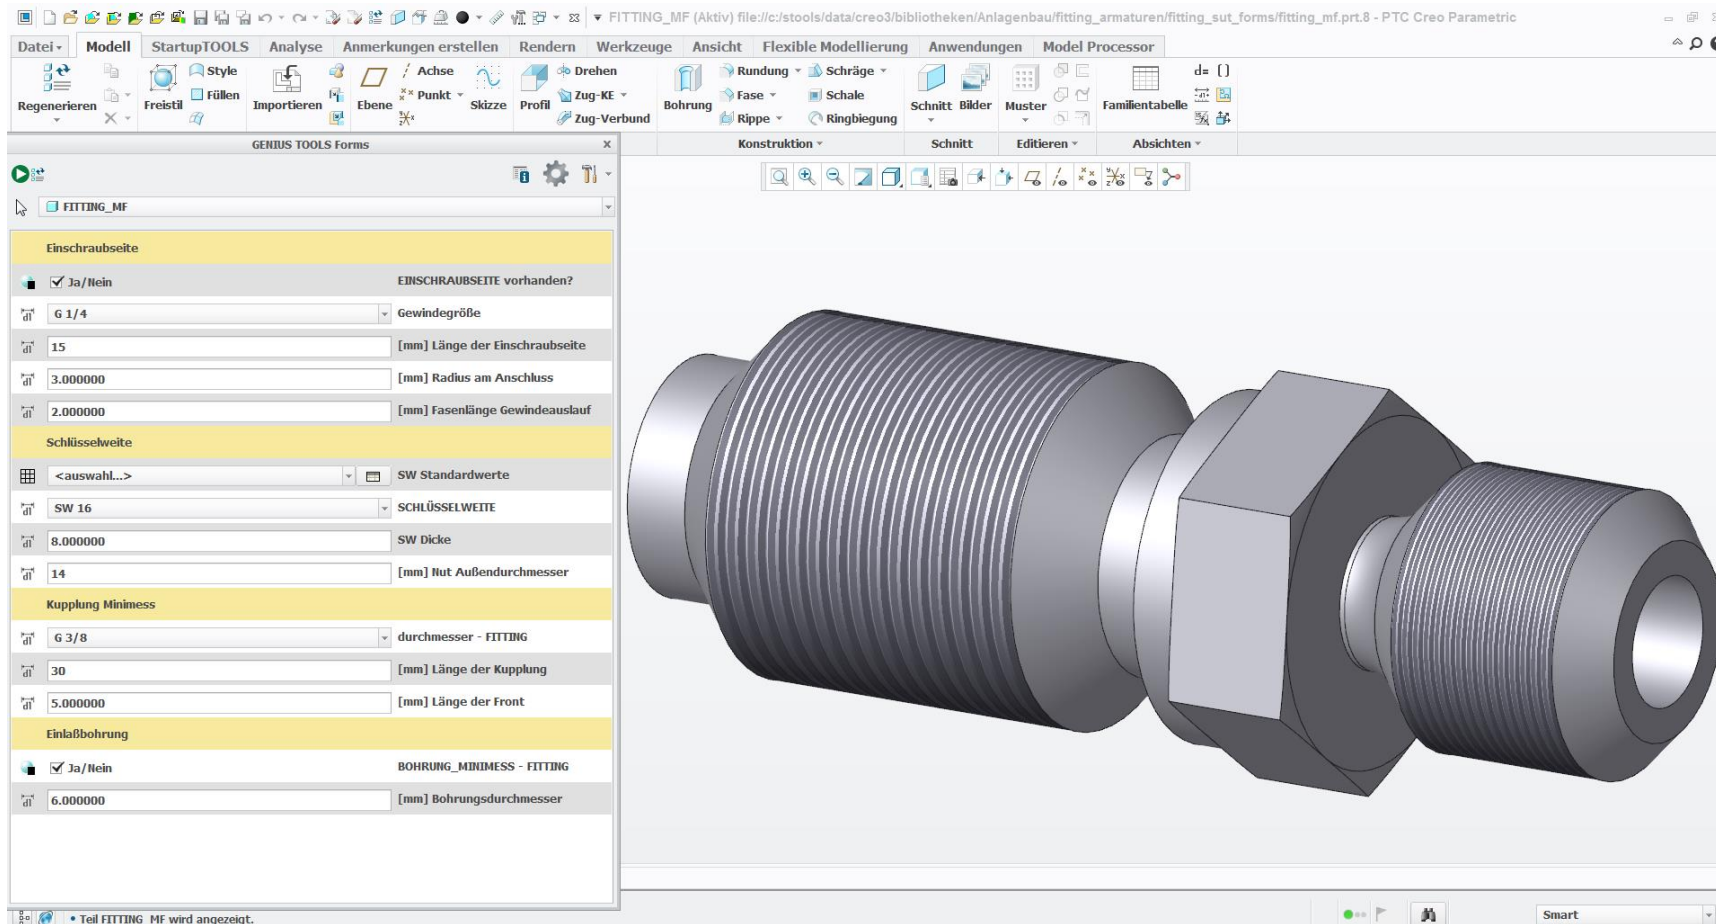 FITTING_MF (Aktiv) file://c:/stools/data/creo3/bibliotheken/Anlagenbau/fitting_armaturen/fitting_sut_forms/fitting_mf.prt.8 - PTC Creo Parametric
Datei Modell StartupTOOLS Analyse Anmerkungen erstellen Rendern Werkzeuge Ansicht Flexible Modellierung Anwendungen Model Processor
Style Achse Drehen Rundung Schräge d= []
Füllen Punkt Zug-KE Fase Schale
Regenerieren Freistil Importieren Ebene Skizze Profil Bohrung Schnitt Bilder Muster Familientabelle
Zug-Verbund Rippe Ringbiegung
GENIUS TOOLS Forms x Konstruktion Schnitt Editieren Absichten
FITTING_MF
Einschraubseite
Ja/Nein EINSCHRAUBSEITE vorhanden?
G 1/4 Gewindegröße
15 [mm] Länge der Einschraubseite
3.000000 [mm] Radius am Anschluss
2.000000 [mm] Fasenlänge Gewindeauslauf
Schlüsselweite
<auswahl...> SW Standardwerte
SW 16 SCHLÜSSELWEITE
8.000000 SW Dicke
14 [mm] Nut Außendurchmesser
Kupplung Minimess
G 3/8 durchmesser - FITTING
30 [mm] Länge der Kupplung
5.000000 [mm] Länge der Front
Einlaßbohrung
Ja/Nein BOHRUNG_MINIMESS - FITTING
6.000000 [mm] Bohrungsdurchmesser
• Teil FITTING_MF wird angezeigt. Smart